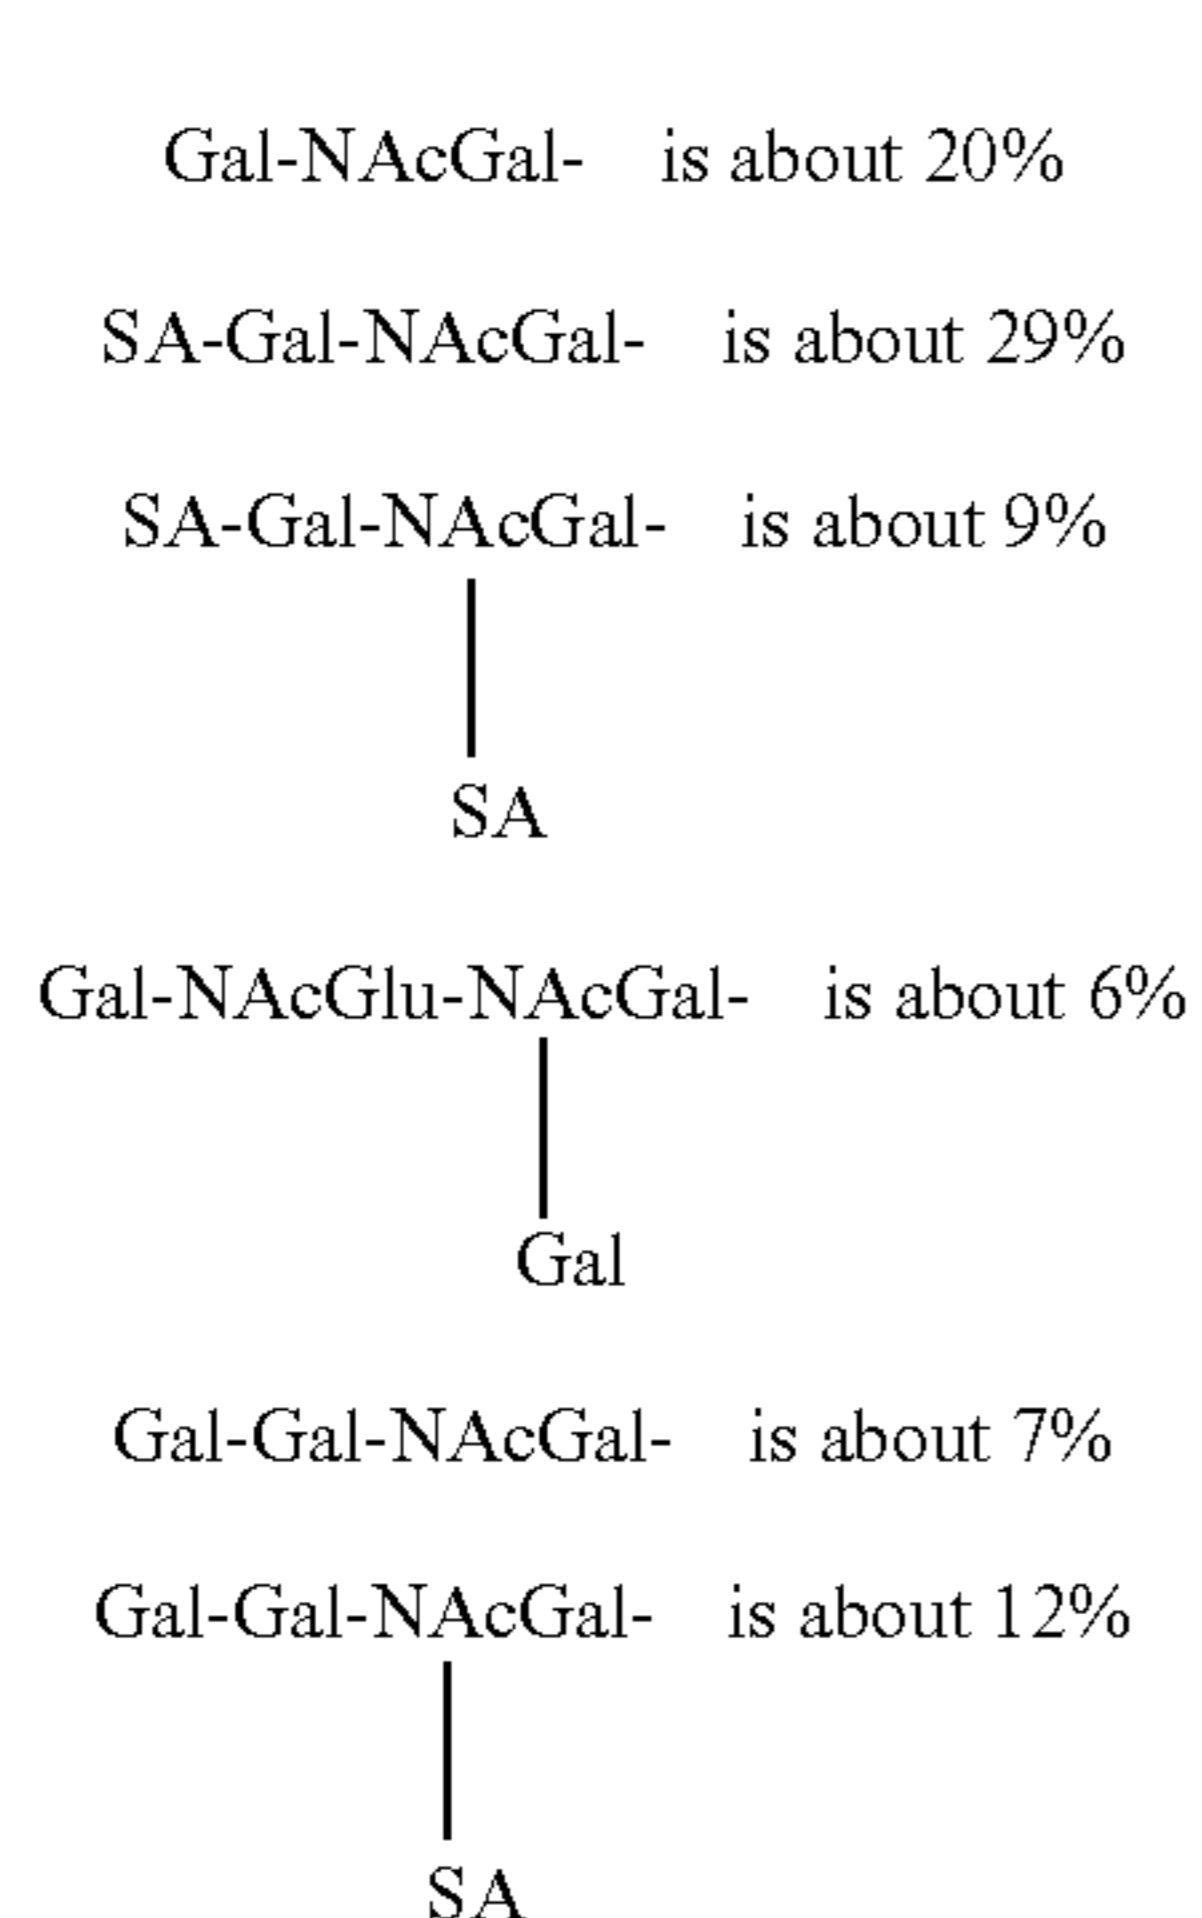 Gal-NAcGal- is about 20%
SA-Gal-NAcGal- is about 29%
SA-Gal-NAcGal- is about 9%
SA
Gal-NAcGlu-NAcGal- is about 6%
Gal
Gal-Gal-NAcGal- is about 7%
Gal-Gal-NAcGal- is about 12%
SA